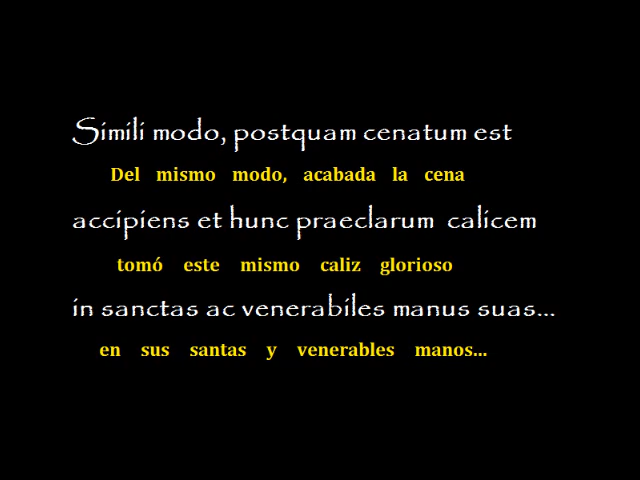 Simili modo, postquam cenatum est
Del mismo modo, acabada la cena
accipiens et hunc praeclarum calicem
tomó este mismo caliz glorioso
in sanctas ac venerabiles manus suas...
en sus santas y venerables manos...